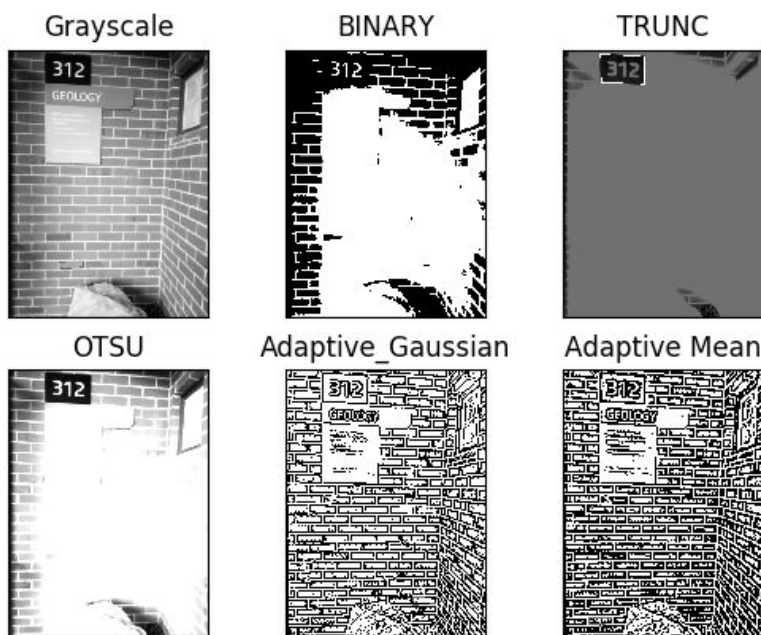 Grayscale
BINARY
TRUNC
312
GEOLOGY
312
312
OTSU
Adaptive_Gaussian
Adaptive Mean
312
312
GEOLOGY
312
GEOLOGY